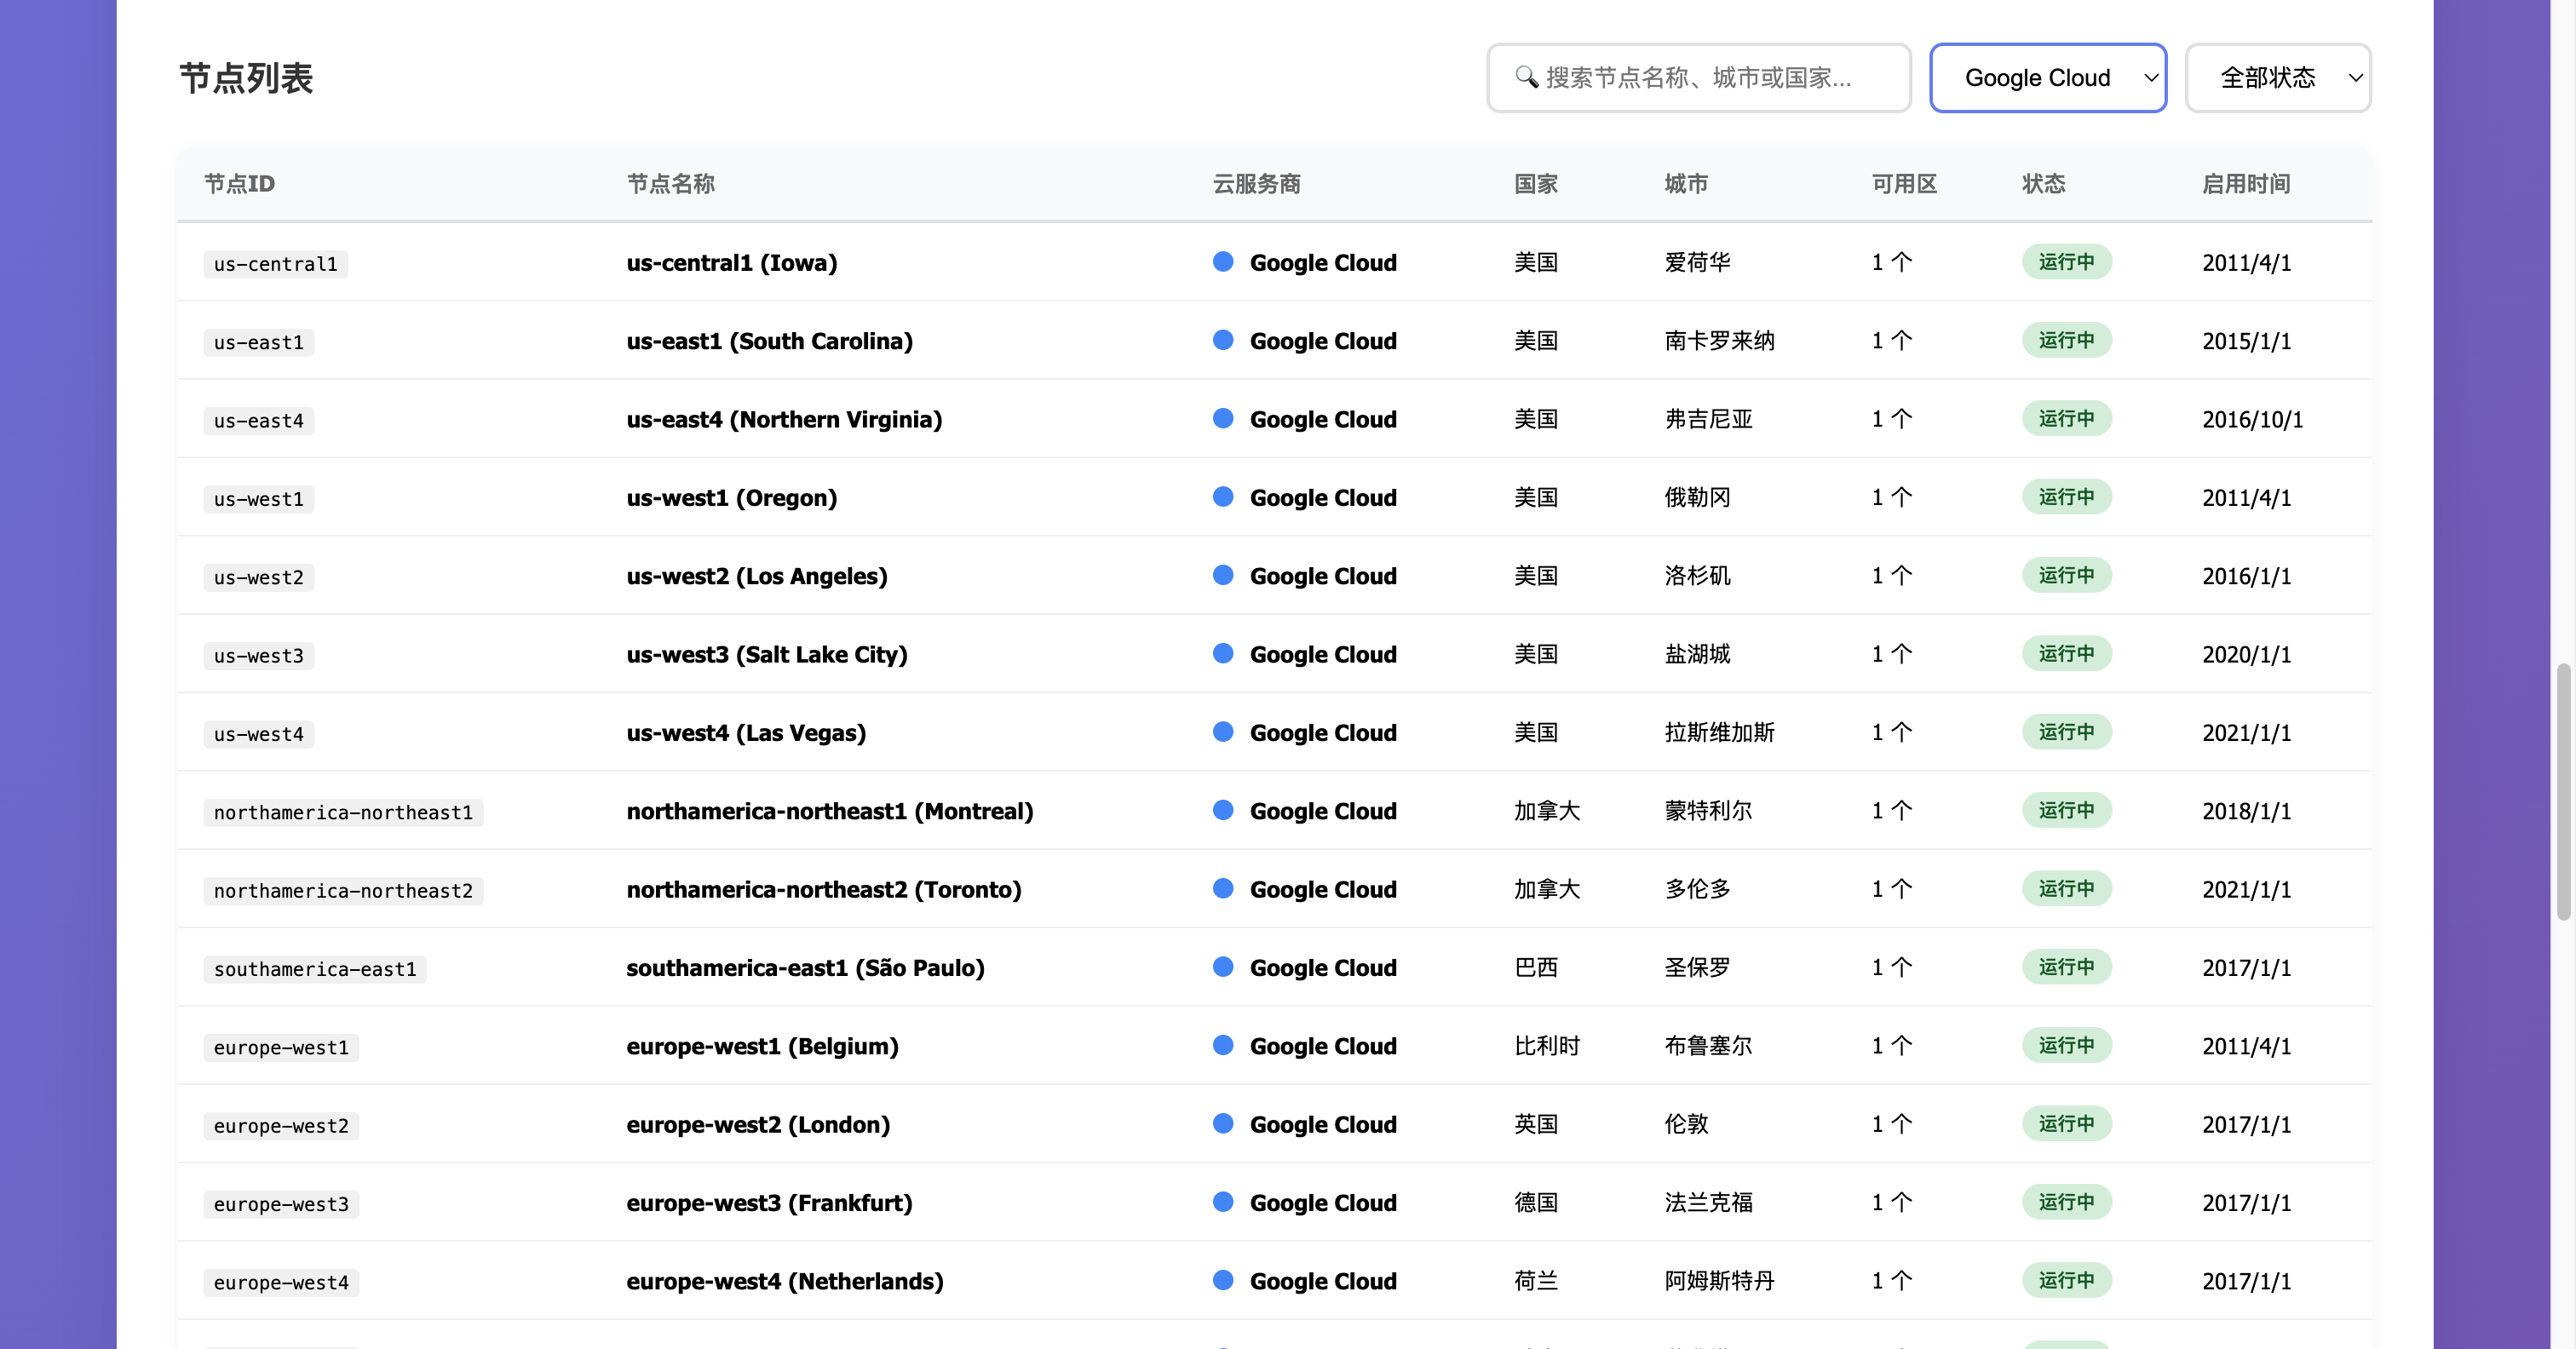 节点列表
🔍 搜索节点名称、城市或国家... Google Cloud 全部状态
节点ID 节点名称 云服务商 国家 城市 可用区 状态 启用时间
us-central1 us-central1 (Iowa) Google Cloud 美国 爱荷华 1 个 运行中 2011/4/1
us-east1 us-east1 (South Carolina) Google Cloud 美国 南卡罗来纳 1 个 运行中 2015/1/1
us-east4 us-east4 (Northern Virginia) Google Cloud 美国 弗吉尼亚 1 个 运行中 2016/10/1
us-west1 us-west1 (Oregon) Google Cloud 美国 俄勒冈 1 个 运行中 2011/4/1
us-west2 us-west2 (Los Angeles) Google Cloud 美国 洛杉矶 1 个 运行中 2016/1/1
us-west3 us-west3 (Salt Lake City) Google Cloud 美国 盐湖城 1 个 运行中 2020/1/1
us-west4 us-west4 (Las Vegas) Google Cloud 美国 拉斯维加斯 1 个 运行中 2021/1/1
northamerica-northeast1 northamerica-northeast1 (Montreal) Google Cloud 加拿大 蒙特利尔 1 个 运行中 2018/1/1
northamerica-northeast2 northamerica-northeast2 (Toronto) Google Cloud 加拿大 多伦多 1 个 运行中 2021/1/1
southamerica-east1 southamerica-east1 (São Paulo) Google Cloud 巴西 圣保罗 1 个 运行中 2017/1/1
europe-west1 europe-west1 (Belgium) Google Cloud 比利时 布鲁塞尔 1 个 运行中 2011/4/1
europe-west2 europe-west2 (London) Google Cloud 英国 伦敦 1 个 运行中 2017/1/1
europe-west3 europe-west3 (Frankfurt) Google Cloud 德国 法兰克福 1 个 运行中 2017/1/1
europe-west4 europe-west4 (Netherlands) Google Cloud 荷兰 阿姆斯特丹 1 个 运行中 2017/1/1